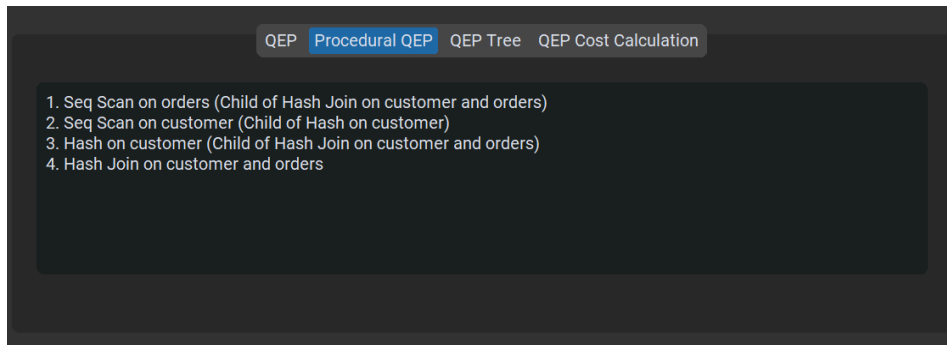 QEP Procedural QEP QEP Tree QEP Cost Calculation
1. Seq Scan on orders (Child of Hash Join on customer and orders)
2. Seq Scan on customer (Child of Hash on customer)
3. Hash on customer (Child of Hash Join on customer and orders)
4. Hash Join on customer and orders